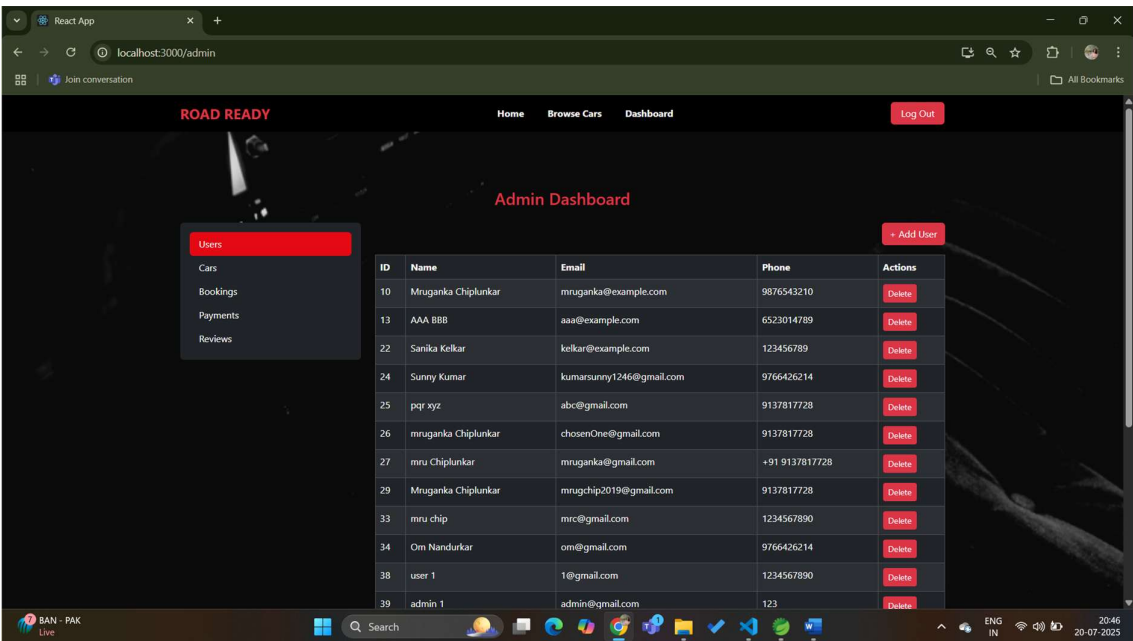 React App
localhost:3000/admin
Join conversation
All Bookmarks
ROAD READY
Home Browse Cars Dashboard
Log Out
Admin Dashboard
Users
Cars
Bookings
Payments
Reviews
+ Add User
ID Name Email Phone Actions
10 Mruganka Chiplunkar mruganka@example.com 9876543210 Delete
13 AAA BBB aaa@example.com 6523014789 Delete
22 Sanika Kelkar kelkar@example.com 123456789 Delete
24 Sunny Kumar kumarsunny1246@gmail.com 9766426214 Delete
25 pqr xyz abc@gmail.com 9137817728 Delete
26 mruganka Chiplunkar chosenOne@gmail.com 9137817728 Delete
27 mru Chiplunkar mruganka@gmail.com +91 9137817728 Delete
29 Mruganka Chiplunkar mrugchip2019@gmail.com 9137817728 Delete
33 mru chip mrc@gmail.com 1234567890 Delete
34 Om Nandurkar om@gmail.com 9766426214 Delete
38 user 1 1@gmail.com 1234567890 Delete
39 admin 1 admin@gmail.com 123 Delete
7
BAN - PAK
Live
Search
ENG
IN
20:46
20-07-2025